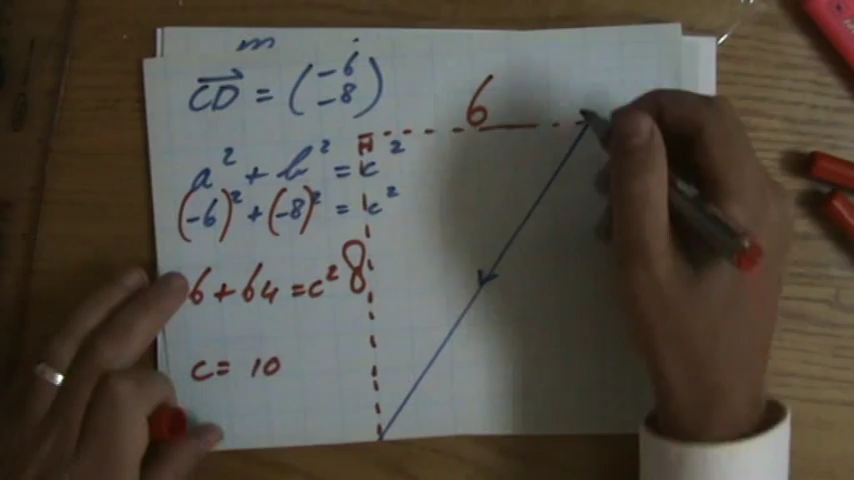 CD = (-6
-8)
a² + b² = c²
(-6)² + (-8)² = c²
6 + 64 = c²
c = 10
6
8